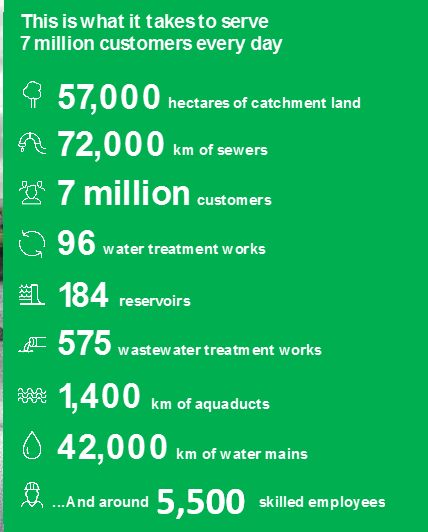 This is what it takes to serve
7 million customers every day
57,000 hectares of catchment land
72,000 km of sewers
7 million customers
96 water treatment works
184 reservoirs
575 wastewater treatment works
1,400 km of aquaducts
42,000 km of water mains
...And around 5,500 skilled employees